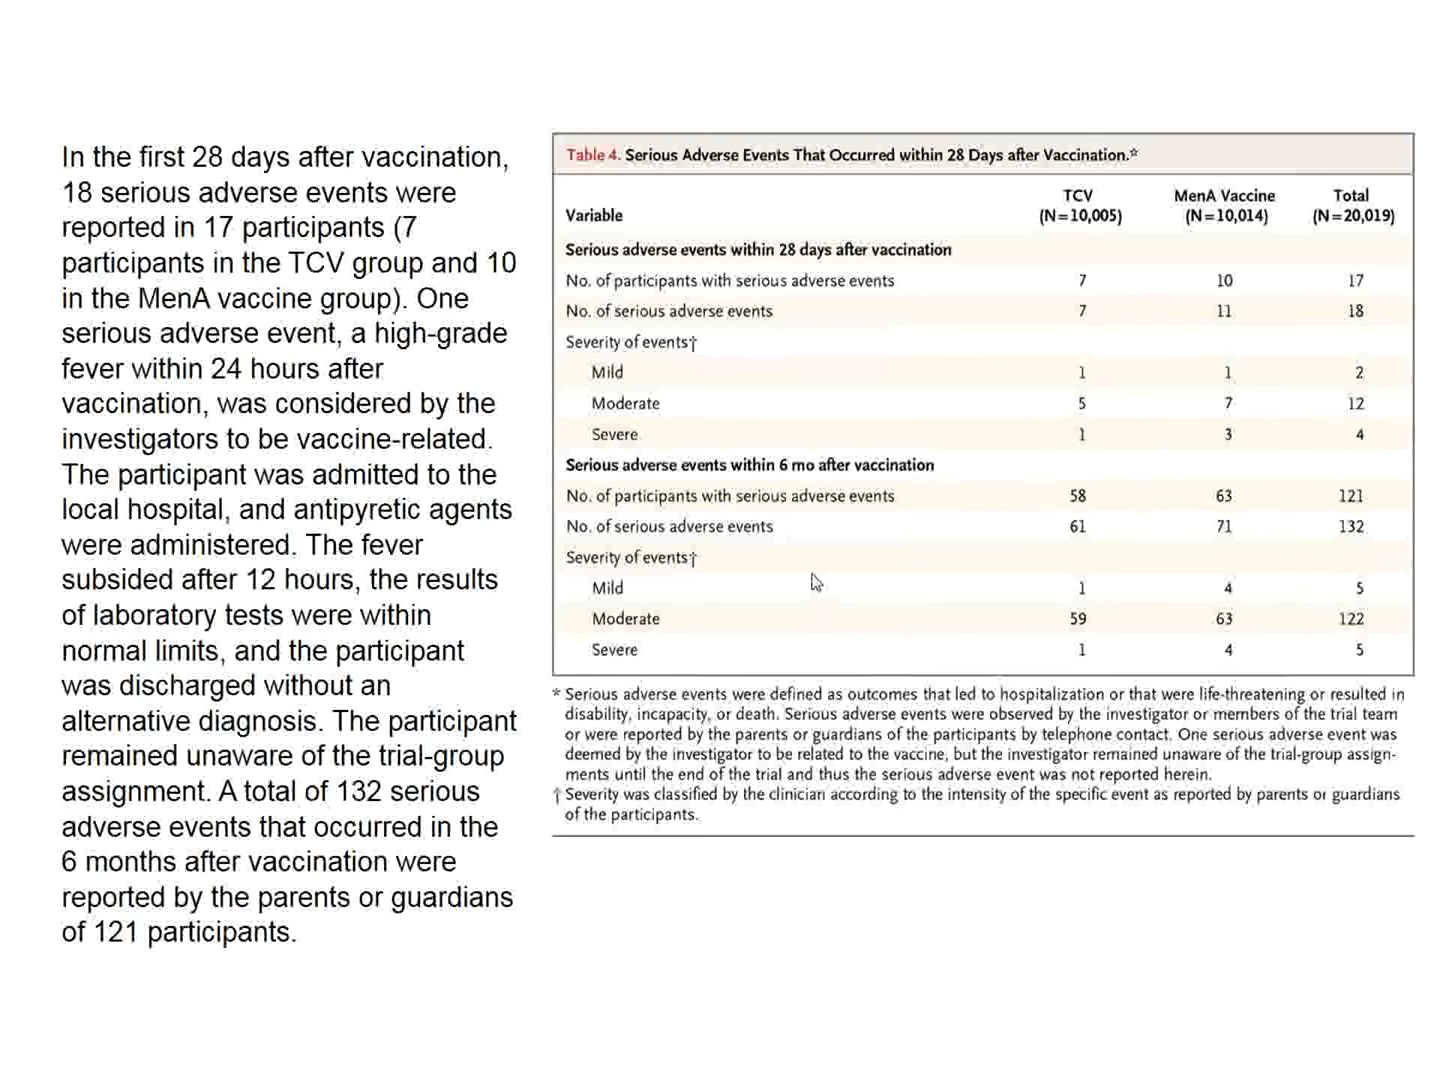 In the first 28 days after vaccination,
18 serious adverse events were
reported in 17 participants (7
participants in the TCV group and 10
in the MenA vaccine group). One
serious adverse event, a high-grade
fever within 24 hours after
vaccination, was considered by the
investigators to be vaccine-related.
The participant was admitted to the
local hospital, and antipyretic agents
were administered. The fever
subsided after 12 hours, the results
of laboratory tests were within
normal limits, and the participant
was discharged without an
alternative diagnosis. The participant
remained unaware of the trial-group
assignment. A total of 132 serious
adverse events that occurred in the
6 months after vaccination were
reported by the parents or guardians
of 121 participants.
Table 4. Serious Adverse Events That Occurred within 28 Days after Vaccination.*
Variable TCV (N=10,005) MenA Vaccine (N=10,014) Total (N=20,019)
Serious adverse events within 28 days after vaccination
No. of participants with serious adverse events 7 10 17
No. of serious adverse events 7 11 18
Severity of events†
Mild 1 1 2
Moderate 5 7 12
Severe 1 3 4
Serious adverse events within 6 mo after vaccination
No. of participants with serious adverse events 58 63 121
No. of serious adverse events 61 71 132
Severity of events†
Mild 1 4 5
Moderate 59 63 122
Severe 1 4 5
* Serious adverse events were defined as outcomes that led to hospitalization or that were life-threatening or resulted in
disability, incapacity, or death. Serious adverse events were observed by the investigator or members of the trial team
or were reported by the parents or guardians of the participants by telephone contact. One serious adverse event was
deemed by the investigator to be related to the vaccine, but the investigator remained unaware of the trial-group assign-
ments until the end of the trial and thus the serious adverse event was not reported herein.
† Severity was classified by the clinician according to the intensity of the specific event as reported by parents or guardians
of the participants.